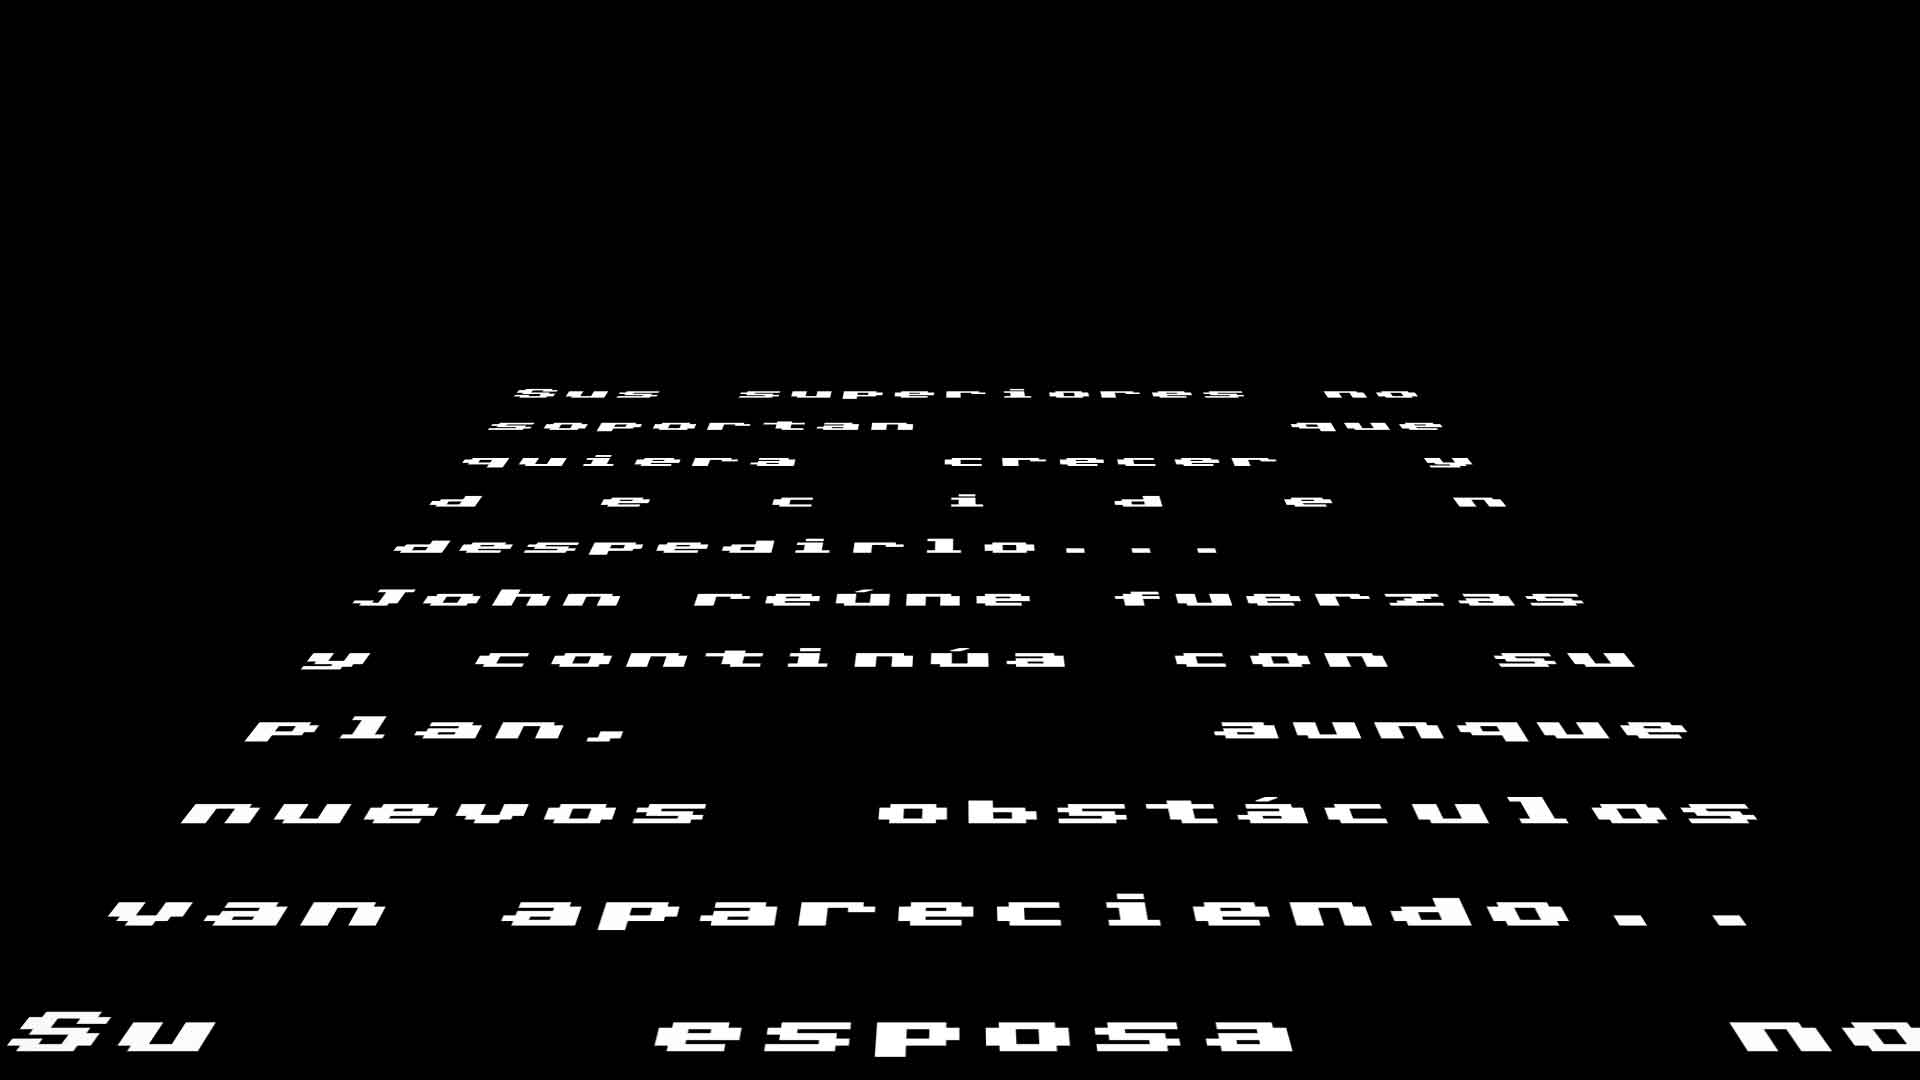 Sus superiores no
soportan que
quiera crecer y
deciden
despedirlo...
John reúne fuerzas
y continúa con su
plan, aunque
nuevos obstáculos
van apareciendo..
Su esposa no